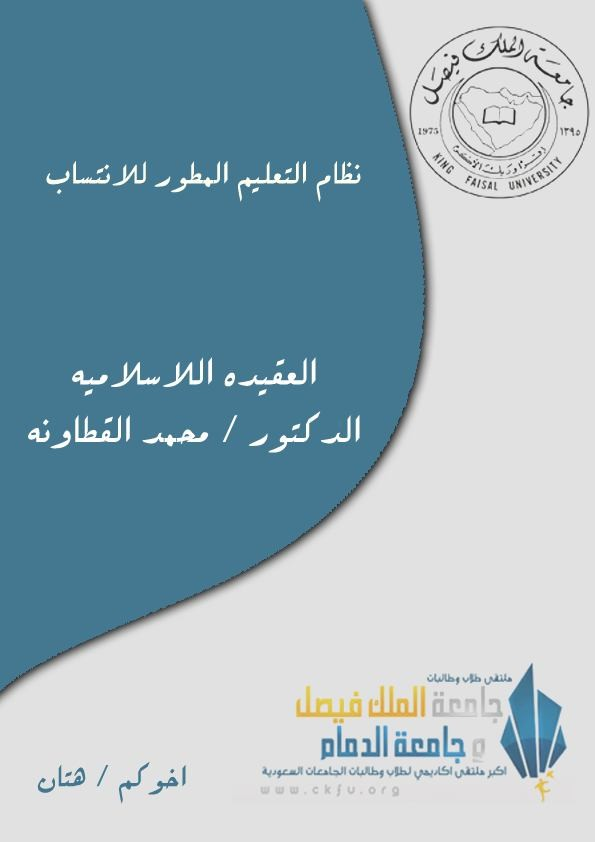 جامعة الملك فيصل
1975
١٣٩٥
KING FAISAL UNIVERSITY
نظام التعليم المطور للانتساب
العقيده اللاسلاميه
الدكتور / محمد القطاونه
ملتقى طلاب وطالبات
جامعة الملك فيصل
و جامعة الدمام
اكبر ملتقى اكاديمي لطلاب وطالبات الجامعات السعودية
www.ckfu.org
اخوكم / هتان